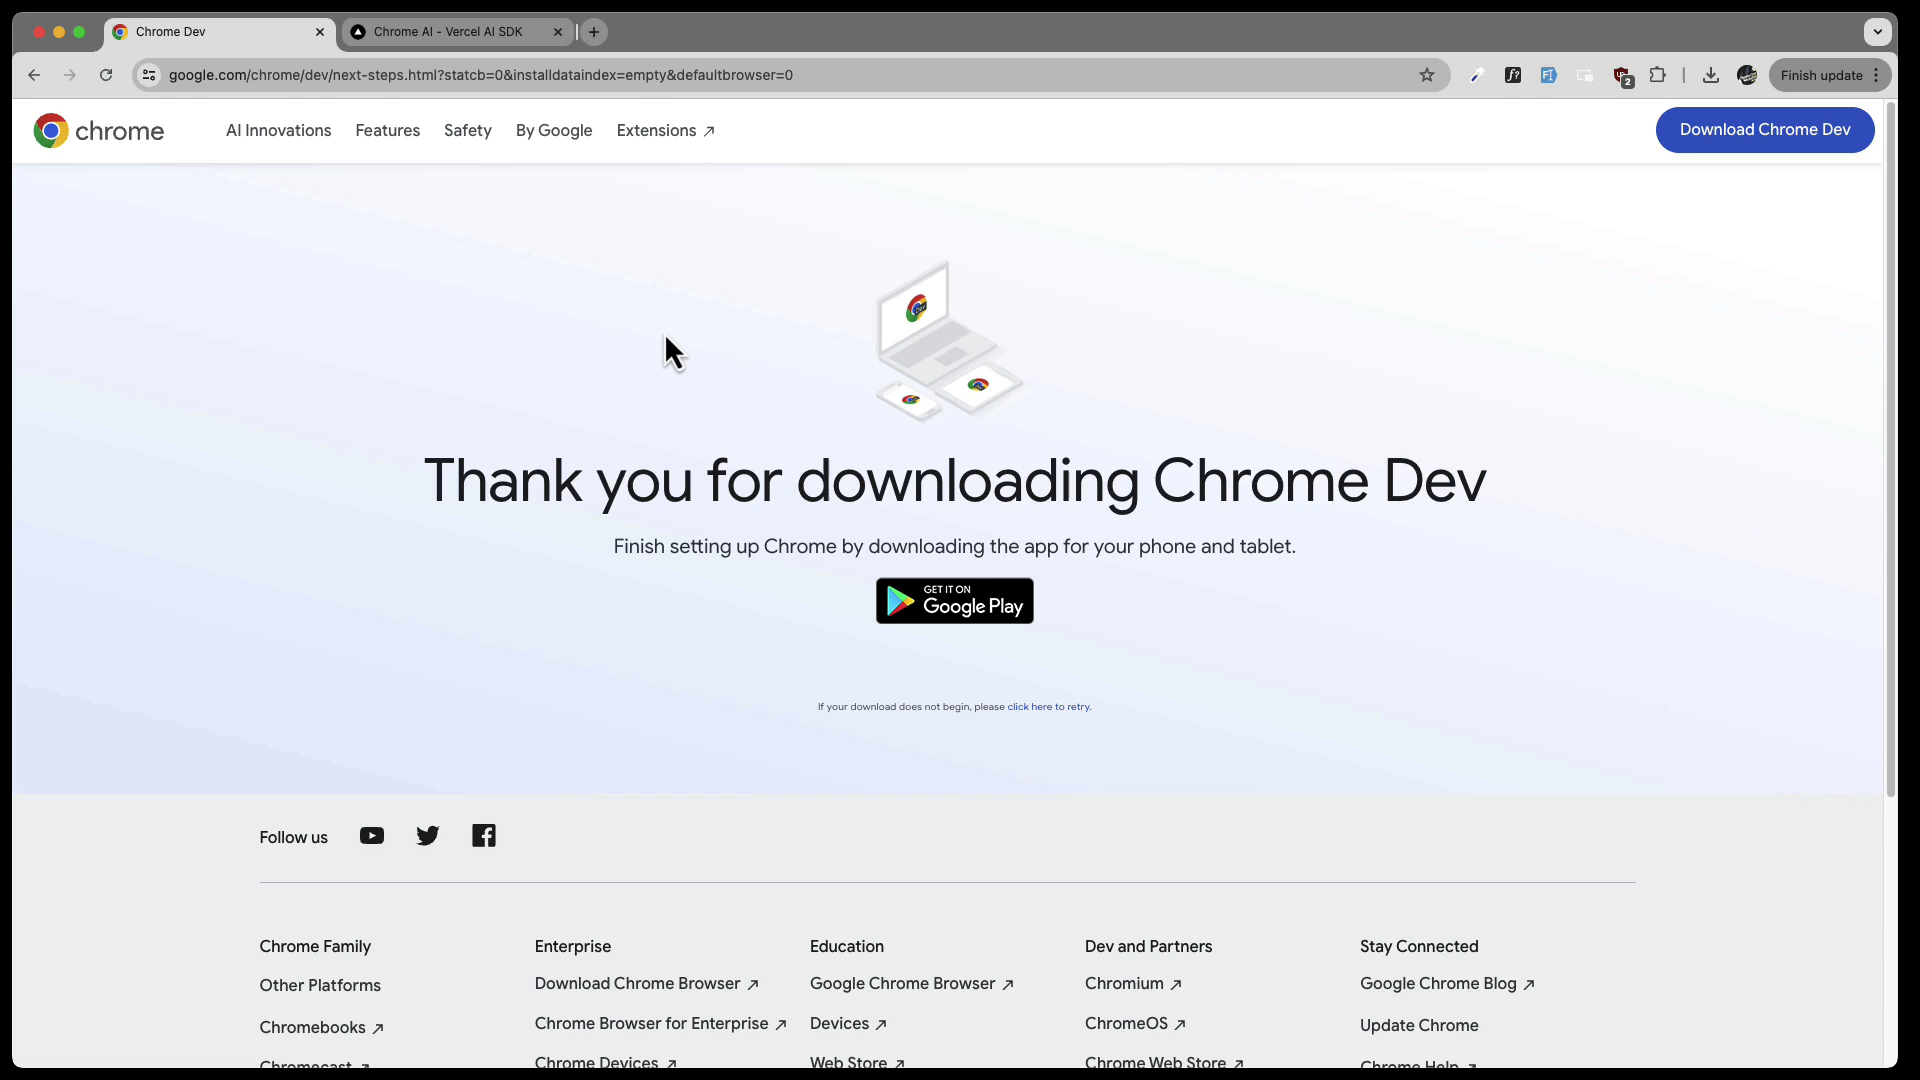 Chrome Dev
Chrome AI - Vercel AI SDK
google.com/chrome/dev/next-steps.html?statcb=0&installdataindex=empty&defaultbrowser=0
2
Finish update
chrome
AI Innovations
Features
Safety
By Google
Extensions
Download Chrome Dev
Thank you for downloading Chrome Dev
Finish setting up Chrome by downloading the app for your phone and tablet.
GET IT ON
Google Play
If your download does not begin, please click here to retry.
Follow us
Chrome Family
Enterprise
Education
Dev and Partners
Stay Connected
Other Platforms
Download Chrome Browser
Google Chrome Browser
Chromium
Google Chrome Blog
Chromebooks
Chrome Browser for Enterprise
Devices
ChromeOS
Update Chrome
Chromecast
Chrome Devices
Web Store
Chrome Web Store
Chrome Help